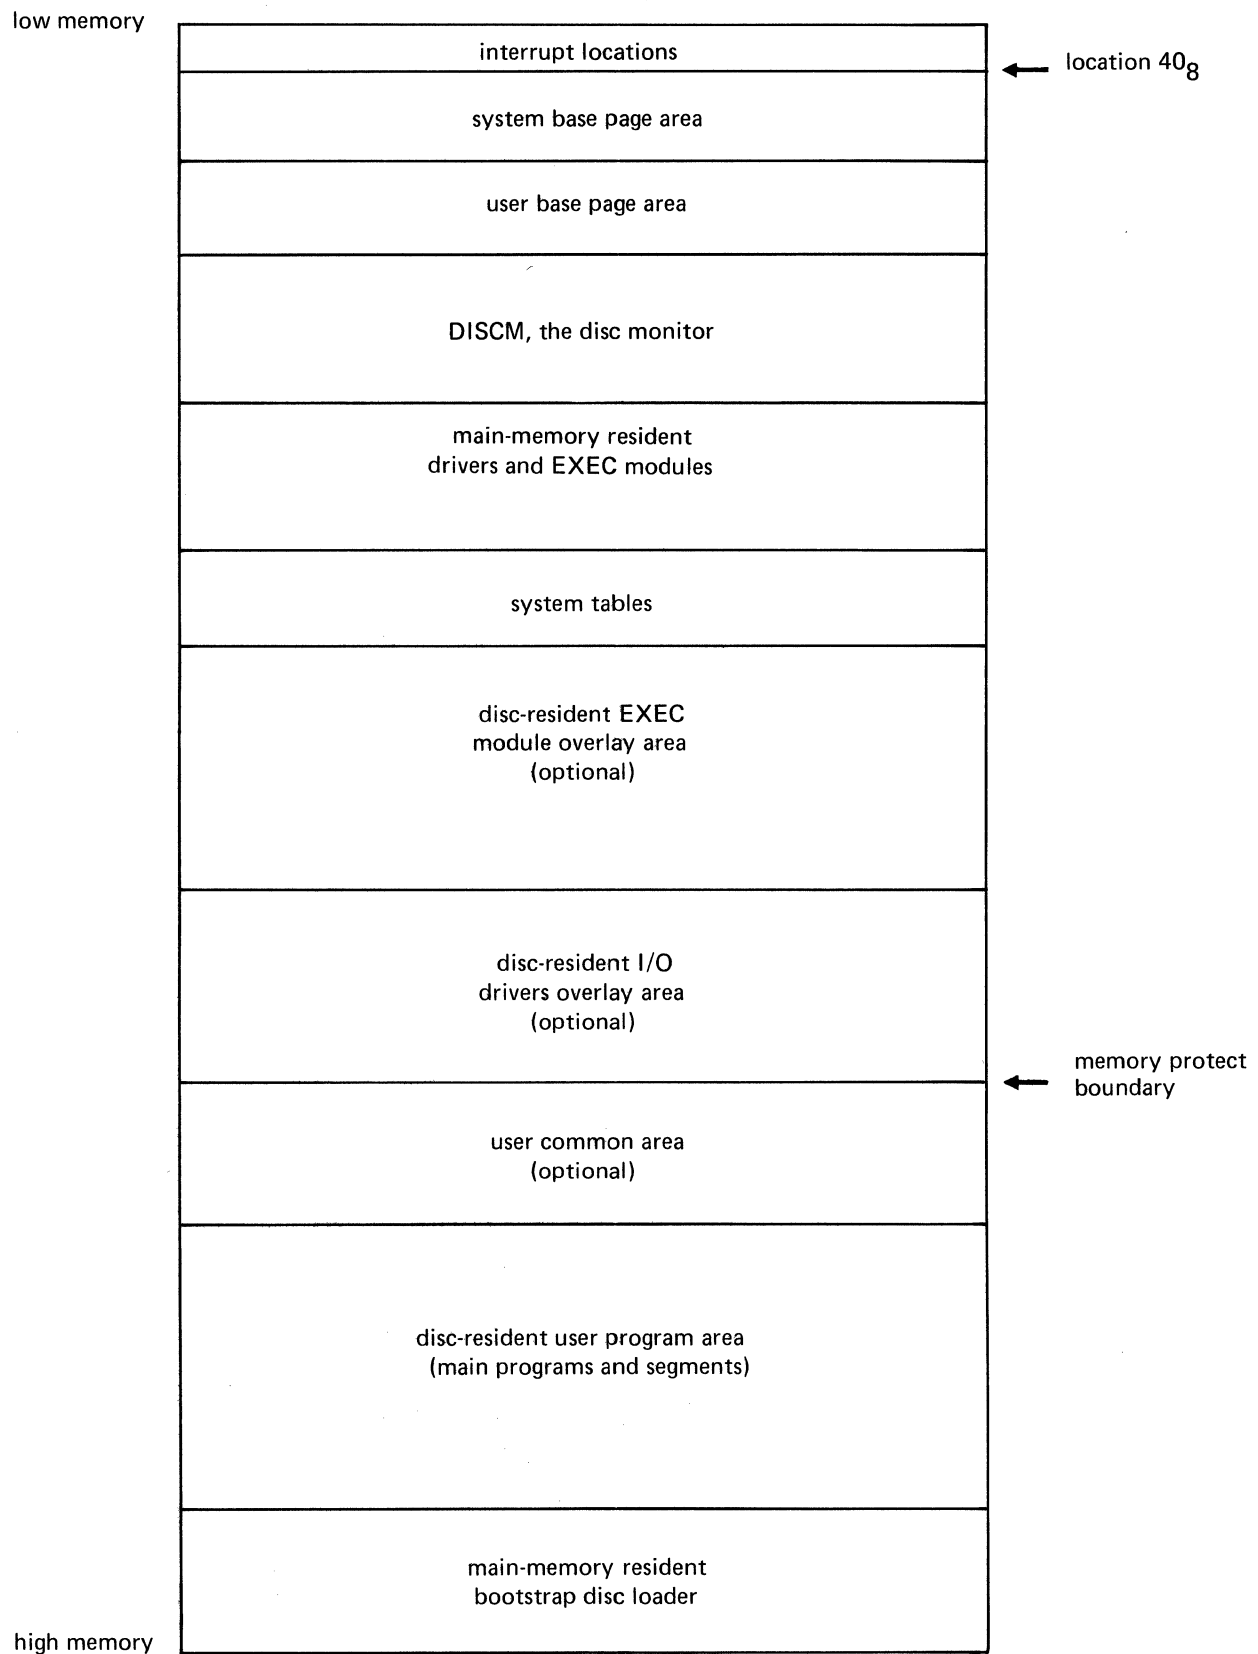 low memory
interrupt locations
location 40₈
system base page area
user base page area
DISCM, the disc monitor
main-memory resident
drivers and EXEC modules
system tables
disc-resident EXEC
module overlay area
(optional)
disc-resident I/O
drivers overlay area
(optional)
memory protect
boundary
user common area
(optional)
disc-resident user program area
(main programs and segments)
main-memory resident
bootstrap disc loader
high memory